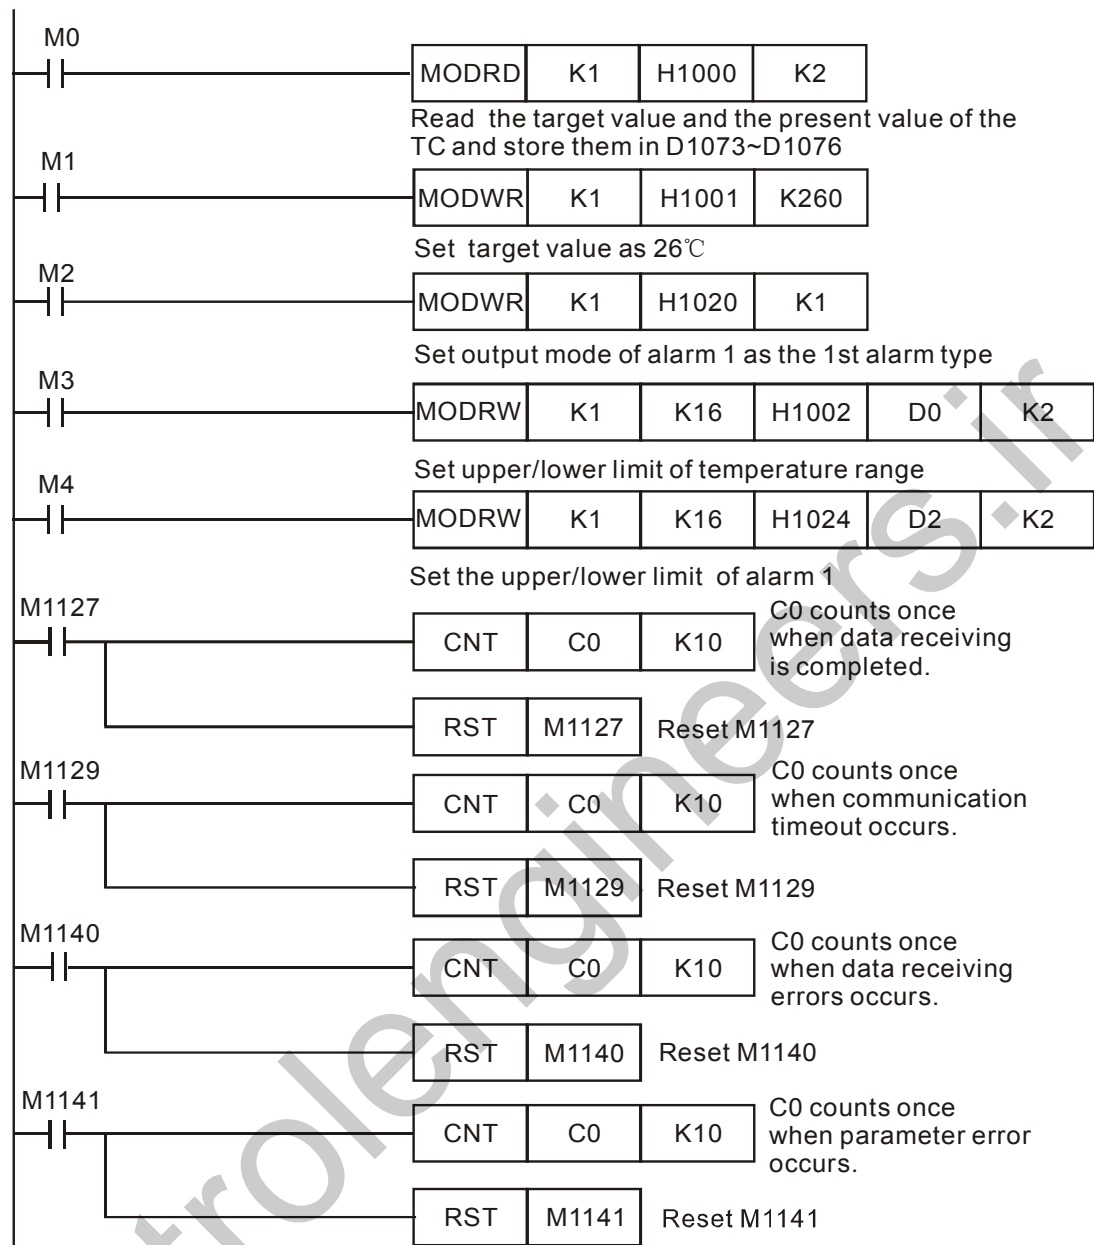 M0
MODRD K1 H1000 K2
Read the target value and the present value of the
TC and store them in D1073~D1076
M1
MODWR K1 H1001 K260
Set target value as 26℃
M2
MODWR K1 H1020 K1
Set output mode of alarm 1 as the 1st alarm type
M3
MODRW K1 K16 H1002 D0 K2
Set upper/lower limit of temperature range
M4
MODRW K1 K16 H1024 D2 K2
Set the upper/lower limit of alarm 1
M1127
CNT C0 K10
C0 counts once
when data receiving
is completed.
RST M1127 Reset M1127
M1129
CNT C0 K10
C0 counts once
when communication
timeout occurs.
RST M1129 Reset M1129
M1140
CNT C0 K10
C0 counts once
when data receiving
errors occurs.
RST M1140 Reset M1140
M1141
CNT C0 K10
C0 counts once
when parameter error
occurs.
RST M1141 Reset M1141
trolengineers.ir